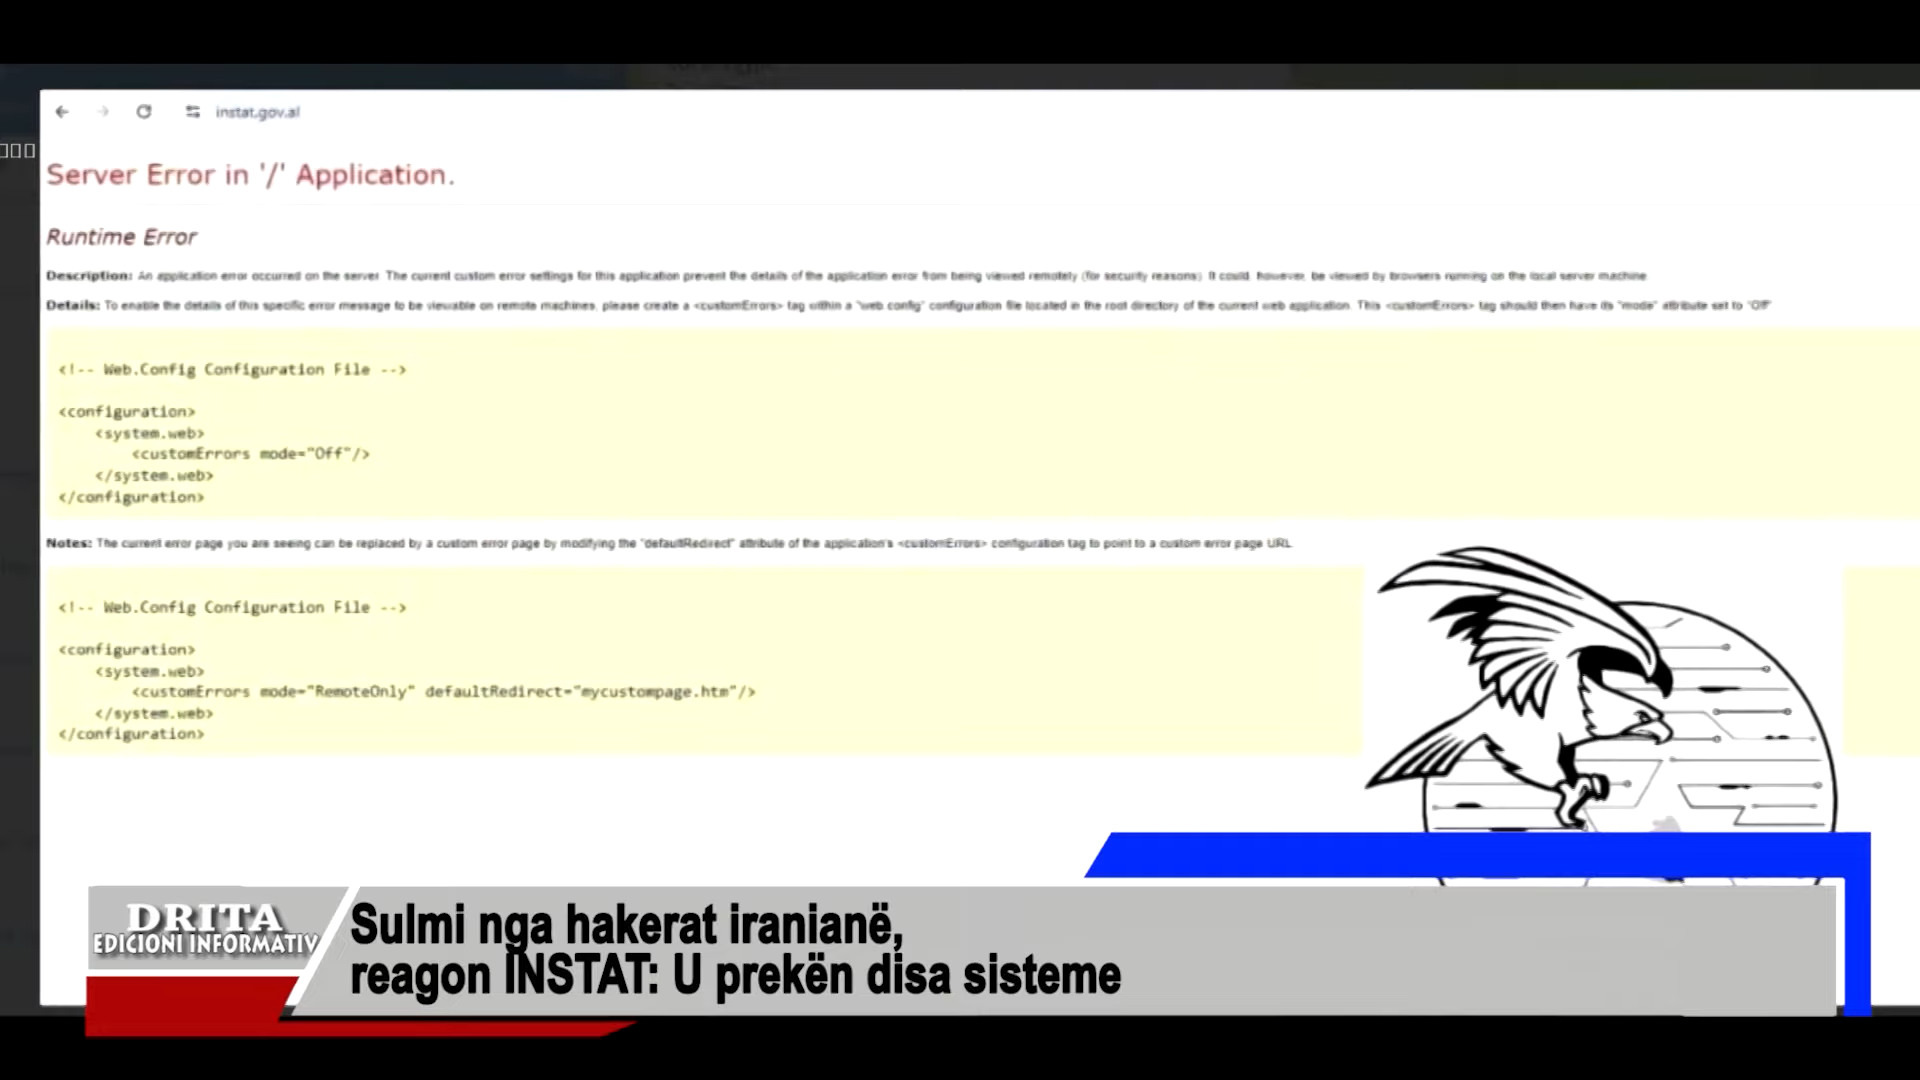 instat.gov.al
Server Error in '/' Application.
Runtime Error
Description: An application error occurred on the server. The current custom error settings for this application prevent the details of the application error from being viewed remotely (for security reasons). It could, however, be viewed by browsers running on the local server machine.
Details: To enable the details of this specific error message to be viewable on remote machines, please create a <customErrors> tag within a "web.config" configuration file located in the root directory of the current web application. This <customErrors> tag should then have its "mode" attribute set to "Off".
<!-- Web.Config Configuration File -->
<configuration>
<system.web>
<customErrors mode="Off"/>
</system.web>
</configuration>
Notes: The current error page you are seeing can be replaced by a custom error page by modifying the "defaultRedirect" attribute of the application's <customErrors> configuration tag to point to a custom error page URL.
<!-- Web.Config Configuration File -->
<configuration>
<system.web>
<customErrors mode="RemoteOnly" defaultRedirect="mycustompage.htm"/>
</system.web>
</configuration>
DRITA
EDICIONI INFORMATIV
Sulmi nga hakerat iranianë,
reagon INSTAT: U prekën disa sisteme